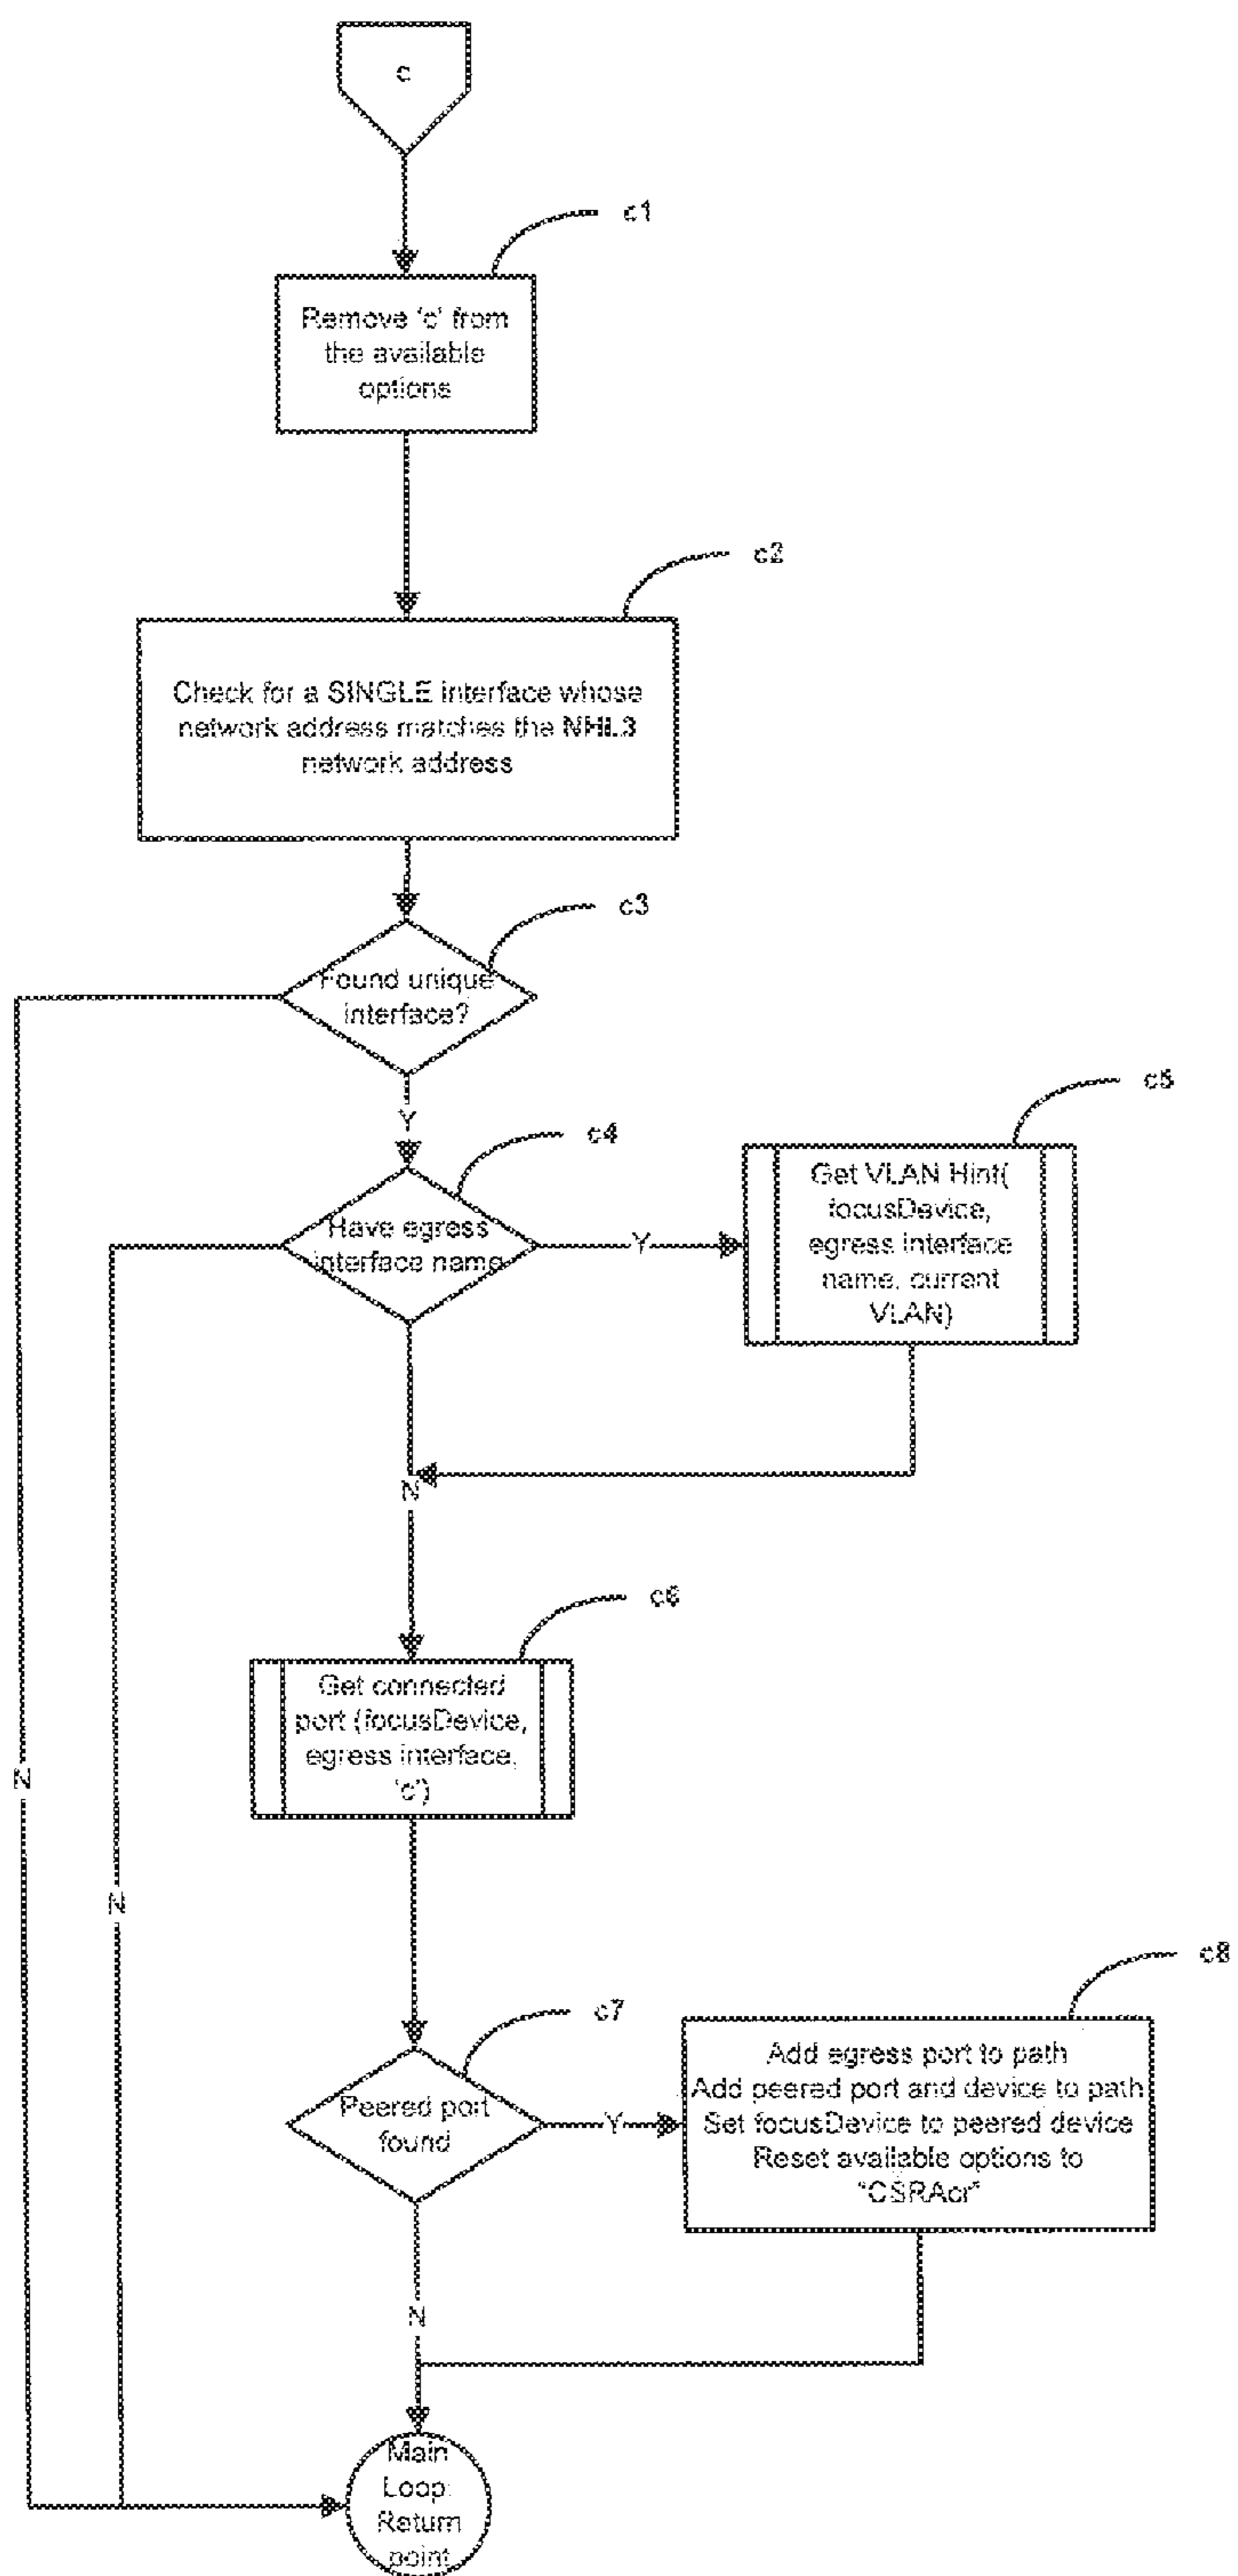 c
c1
Remove 'c' from
the available
options
c2
Check for a SINGLE interface whose
network address matches the NHL3
network address
c3
Found unique
interface?
Y
c4
Have egress
interface name
Y
c5
Get VLAN Hint(
focusDevice,
egress interface
name, current
VLAN)
N
c6
Get connected
port (focusDevice,
egress interface,
'c')
N
N
c7
Peered port
found
Y
c8
Add egress port to path
Add peered port and device to path
Set focusDevice to peered device
Reset available options to
"CSRAcr"
N
Main
Loop:
Return
point